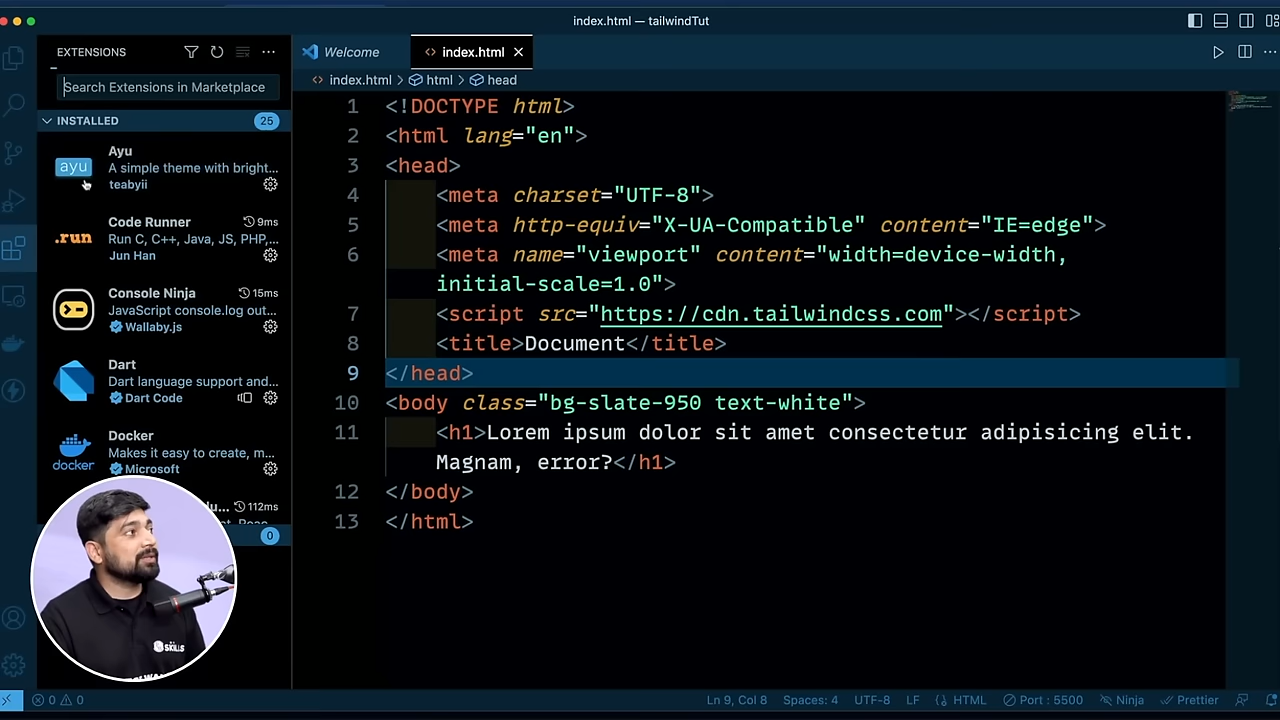 index.html — tailwindTut
EXTENSIONS
Search Extensions in Marketplace
INSTALLED
25
ayu
Ayu
A simple theme with bright...
teabyii
.run
Code Runner
9ms
Run C, C++, Java, JS, PHP,...
Jun Han
Console Ninja
15ms
JavaScript console.log out...
Wallaby.js
Dart
Dart language support and...
Dart Code
docker
Docker
Makes it easy to create, m...
Microsoft
112ms
0
SKILLS
Welcome
<> index.html ×
<> index.html > html > head
1 <!DOCTYPE html>
2 <html lang="en">
3 <head>
4 <meta charset="UTF-8">
5 <meta http-equiv="X-UA-Compatible" content="IE=edge">
6 <meta name="viewport" content="width=device-width,
initial-scale=1.0">
7 <script src="https://cdn.tailwindcss.com"></script>
8 <title>Document</title>
9 </head>
10 <body class="bg-slate-950 text-white">
11 <h1>Lorem ipsum dolor sit amet consectetur adipisicing elit.
Magnam, error?</h1>
12 </body>
13 </html>
0 0 Ln 9, Col 8 Spaces: 4 UTF-8 LF HTML Port : 5500 Ninja Prettier